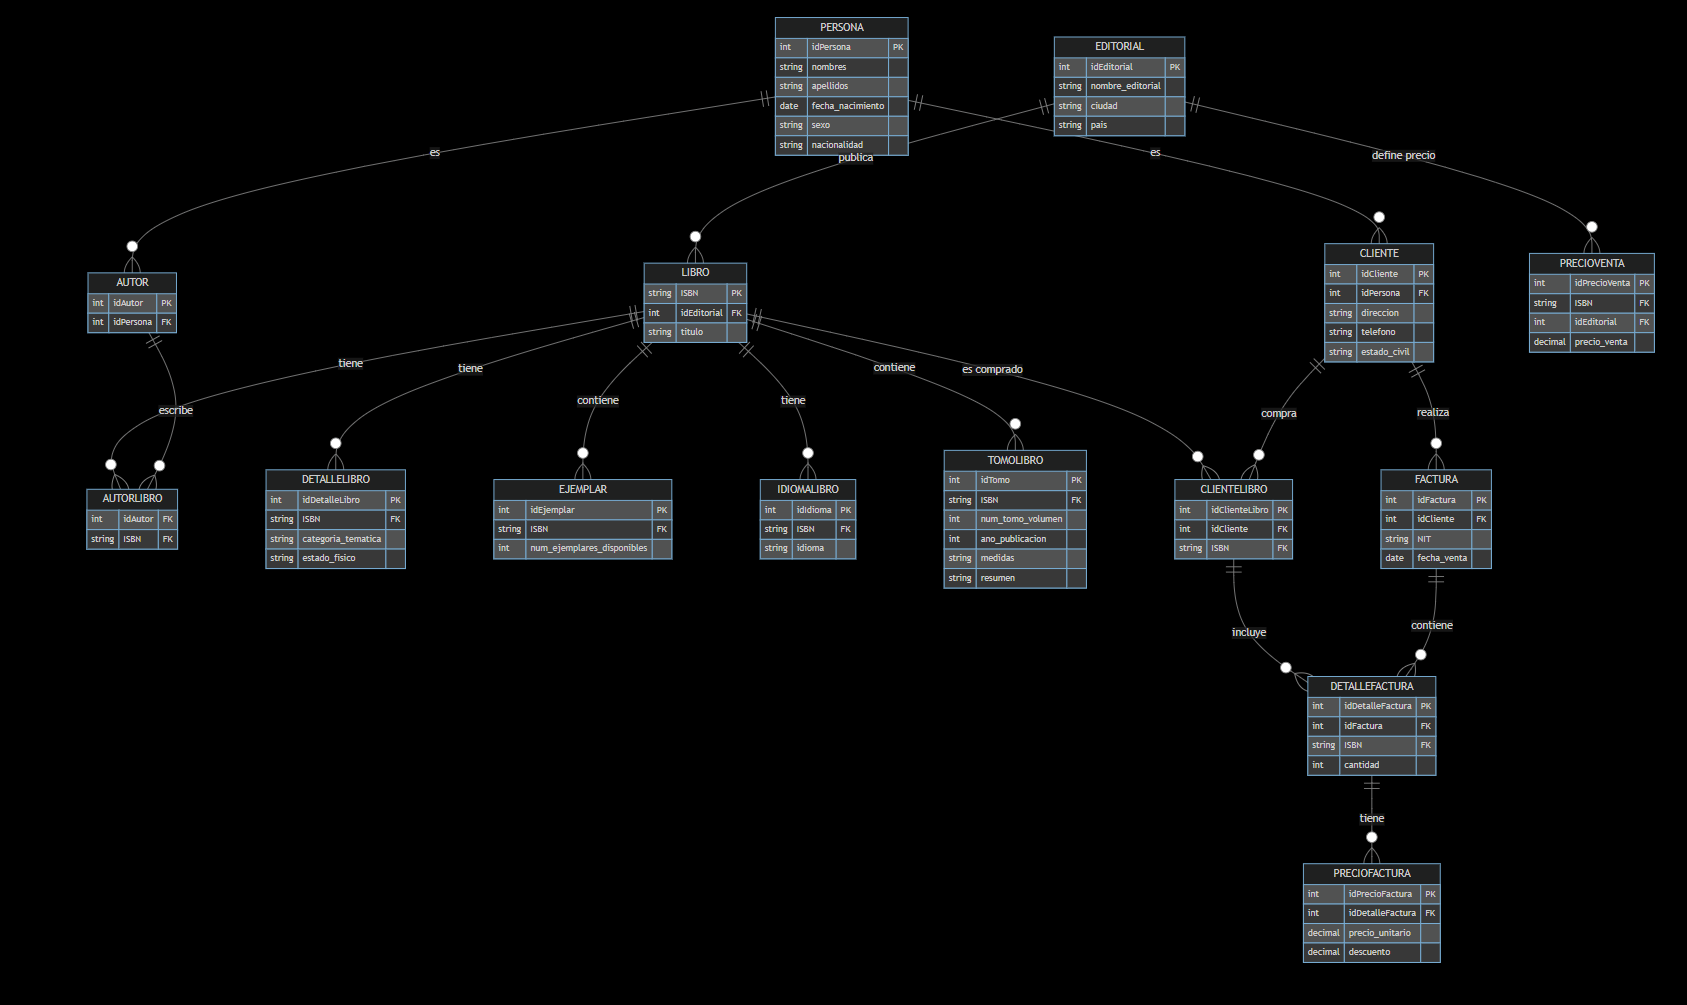 PERSONA
int idPersona PK
string nombres
string apellidos
date fecha_nacimiento
string sexo
string nacionalidad
EDITORIAL
int idEditorial PK
string nombre_editorial
string ciudad
string pais
es
publica
es
define precio
AUTOR
int idAutor PK
int idPersona FK
LIBRO
string ISBN PK
int idEditorial FK
string titulo
CLIENTE
int idCliente PK
int idPersona FK
string direccion
string telefono
string estado_civil
PRECIOVENTA
int idPrecioVenta PK
string ISBN FK
int idEditorial FK
decimal precio_venta
tiene
tiene
contiene
tiene
contiene
es comprado
escribe
compra
realiza
AUTORLIBRO
int idAutor FK
string ISBN FK
DETALLELIBRO
int idDetalleLibro PK
string ISBN FK
string categoria_tematica
string estado_fisico
EJEMPLAR
int idEjemplar PK
string ISBN FK
int num_ejemplares_disponibles
IDIOMALIBRO
int idIdioma PK
string ISBN FK
string idioma
TOMOLIBRO
int idTomo PK
string ISBN FK
int num_tomo_volumen
int ano_publicacion
string medidas
string resumen
CLIENTELIBRO
int idClienteLibro PK
int idCliente FK
string ISBN FK
FACTURA
int idFactura PK
int idCliente FK
string NIT
date fecha_venta
incluye
contiene
DETALLEFACTURA
int idDetalleFactura PK
int idFactura FK
string ISBN FK
int cantidad
tiene
PRECIOFACTURA
int idPrecioFactura PK
int idDetalleFactura FK
decimal precio_unitario
decimal descuento